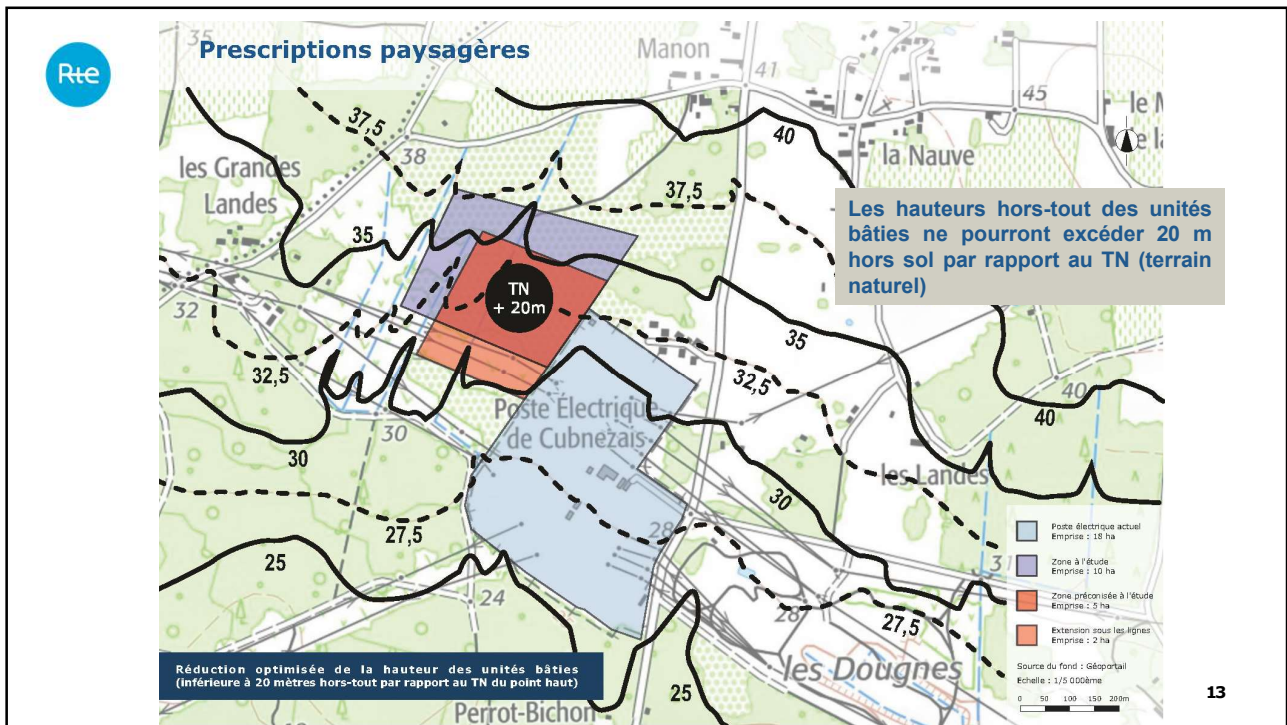 Rte
Prescriptions paysagères
35
Manon
41
45
37,5
40
38
la Nauve
les Grandes
Landes
37,5
35
Les hauteurs hors-tout des unités
bâties ne pourront excéder 20 m
hors sol par rapport au TN (terrain
naturel)
TN
+ 20m
32
35
32,5
32,5
40
40
Poste Électrique
de Cubnezais
30
30
les Landes
30
27,5
28
Poste électrique actuel
Emprise : 18 ha
Zone à l'étude
Emprise : 10 ha
Zone préconisée à l'étude
Emprise : 5 ha
Extension sous les lignes
Emprise : 2 ha
31
25
24
28
27,5
Source du fond : Géoportail
Echelle : 1/5 000ème
0 50 100 150 200m
les Dougnes
25
Réduction optimisée de la hauteur des unités bâties
(inférieure à 20 mètres hors-tout par rapport au TN du point haut)
Perrot-Bichon
13